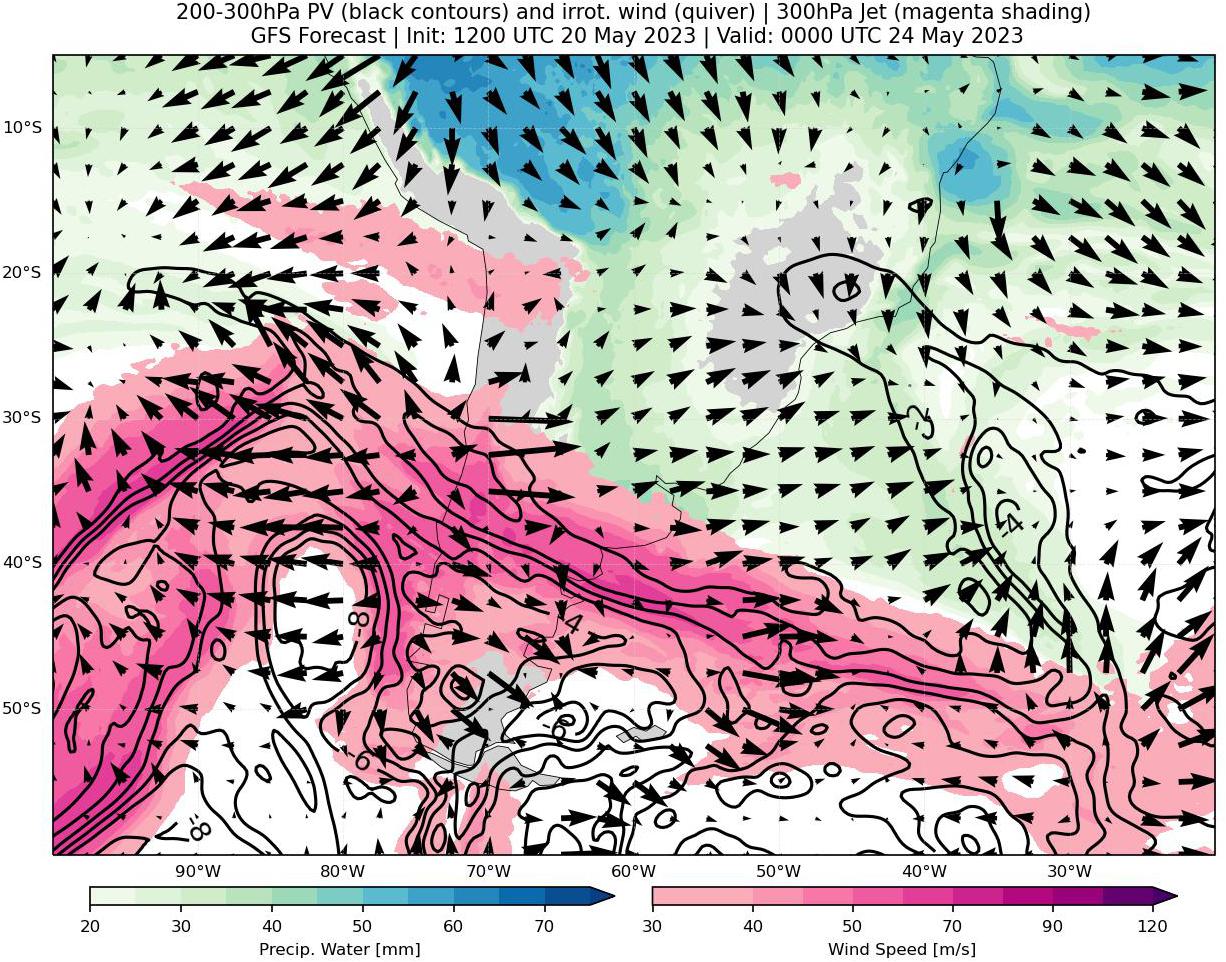 200-300hPa PV (black contours) and irrot. wind (quiver) | 300hPa Jet (magenta shading)
GFS Forecast | Init: 1200 UTC 20 May 2023 | Valid: 0000 UTC 24 May 2023
10°S
20°S
30°S
-2
-4
40°S
-8
-4
50°S
-6
-6
-8
90°W 80°W 70°W 60°W 50°W 40°W 30°W
20 30 40 50 60 70
30 40 50 70 90 120
Precip. Water [mm] Wind Speed [m/s]